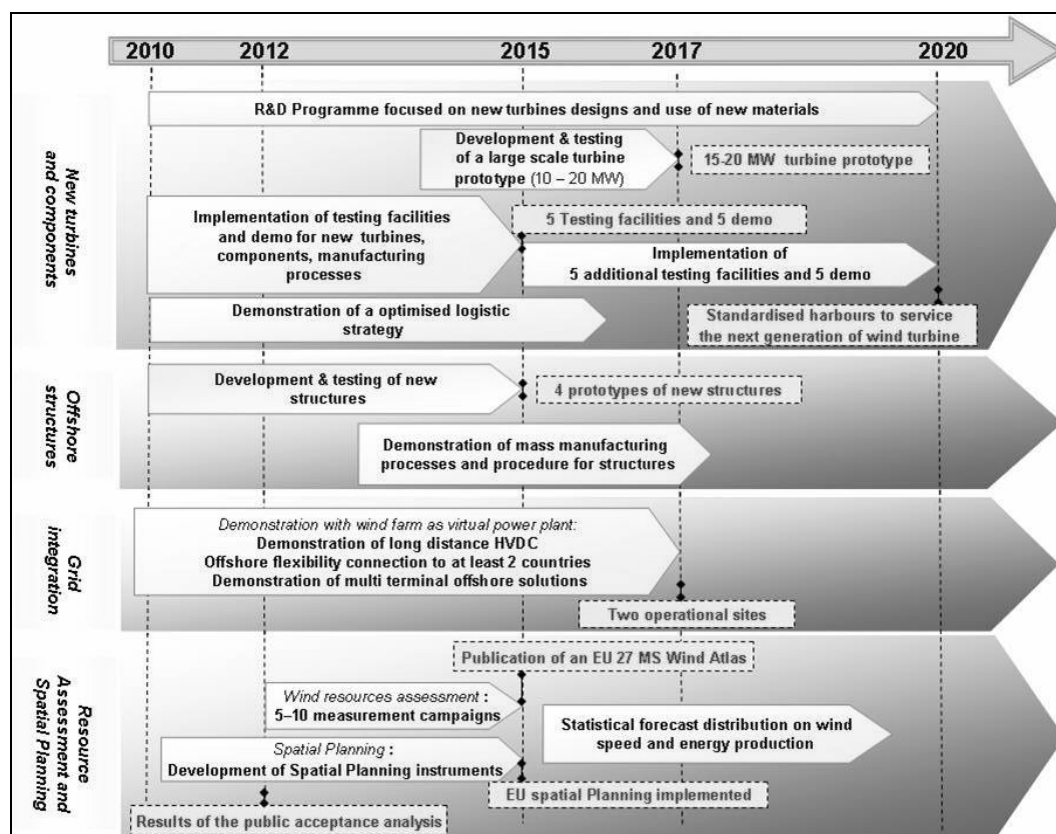 2010 2012 2015 2017 2020
New turbines
and components
R&D Programme focused on new turbines designs and use of new materials
Development & testing
of a large scale turbine
prototype (10 – 20 MW)
15-20 MW turbine prototype
Implementation of testing facilities
and demo for new turbines,
components, manufacturing
processes
5 Testing facilities and 5 demo
Implementation of
5 additional testing facilities and 5 demo
Demonstration of a optimised logistic
strategy
Standardised harbours to service
the next generation of wind turbine
Offshore
structures
Development & testing of new
structures
4 prototypes of new structures
Demonstration of mass manufacturing
processes and procedure for structures
Grid
integration
Demonstration with wind farm as virtual power plant:
Demonstration of long distance HVDC
Offshore flexibility connection to at least 2 countries
Demonstration of multi terminal offshore solutions
Two operational sites
Resource
Assessment and
Spatial Planning
Publication of an EU 27 MS Wind Atlas
Wind resources assessment :
5–10 measurement campaigns
Statistical forecast distribution on wind
speed and energy production
Spatial Planning :
Development of Spatial Planning instruments
EU spatial Planning implemented
Results of the public acceptance analysis